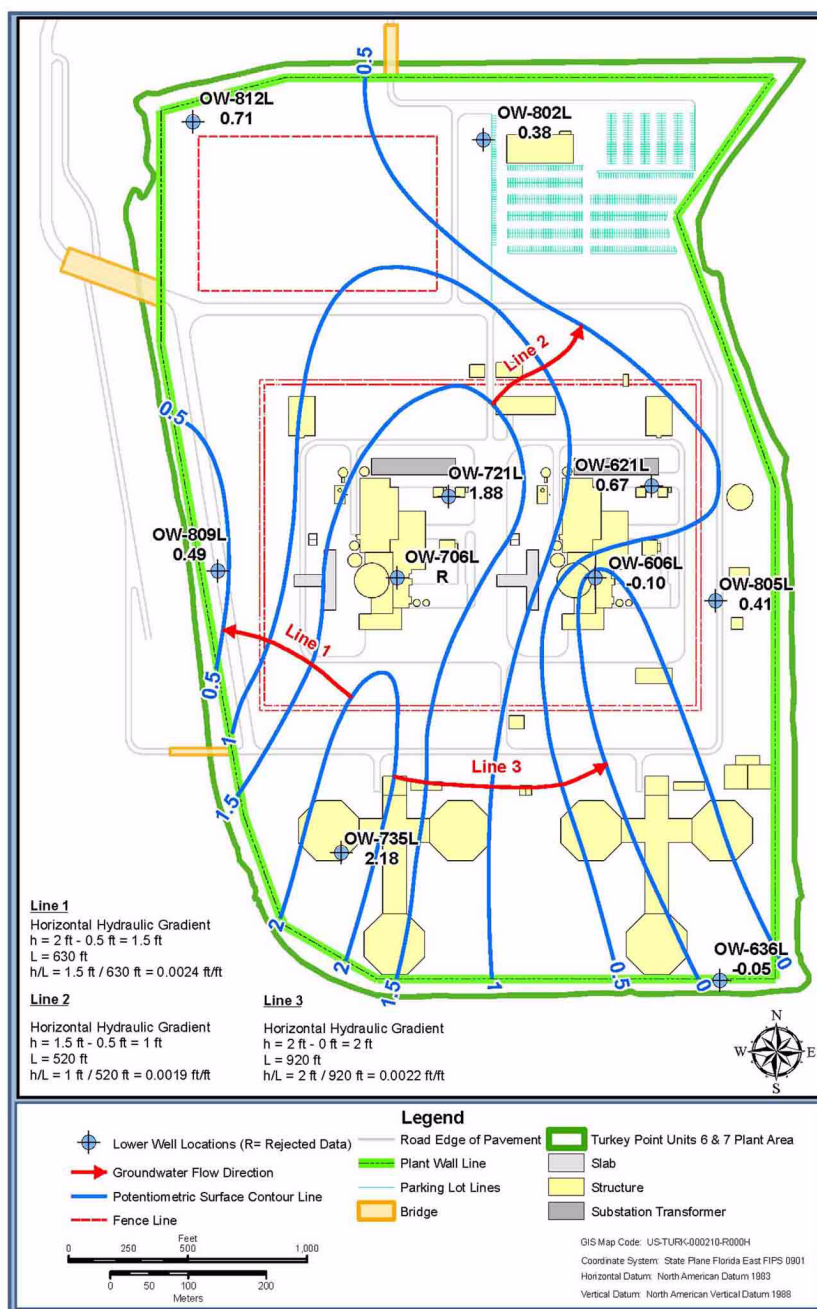 0.5
OW-812L
0.71
OW-802L
0.38
Line 2
0.5
OW-721L
1.88
OW-621L
0.67
OW-809L
0.49
OW-706L
R
OW-606L
-0.10
OW-805L
0.41
Line 1
0.5
1
1.5
Line 3
OW-735L
2.18
2
2
1.5
1
0.5
0
0
OW-636L
-0.05
Line 1
Horizontal Hydraulic Gradient
h = 2 ft - 0.5 ft = 1.5 ft
L = 630 ft
h/L = 1.5 ft / 630 ft = 0.0024 ft/ft
Line 2
Horizontal Hydraulic Gradient
h = 1.5 ft - 0.5 ft = 1 ft
L = 520 ft
h/L = 1 ft / 520 ft = 0.0019 ft/ft
Line 3
Horizontal Hydraulic Gradient
h = 2 ft - 0 ft = 2 ft
L = 920 ft
h/L = 2 ft / 920 ft = 0.0022 ft/ft
N
W E
S
Legend
Lower Well Locations (R= Rejected Data)
Groundwater Flow Direction
Potentiometric Surface Contour Line
Fence Line
Road Edge of Pavement
Plant Wall Line
Parking Lot Lines
Bridge
Turkey Point Units 6 & 7 Plant Area
Slab
Structure
Substation Transformer
Feet
0 250 500 1,000
0 50 100 200
Meters
GIS Map Code: US-TURK-000210-R000H
Coordinate System: State Plane Florida East FIPS 0901
Horizontal Datum: North American Datum 1983
Vertical Datum: North American Vertical Datum 1988